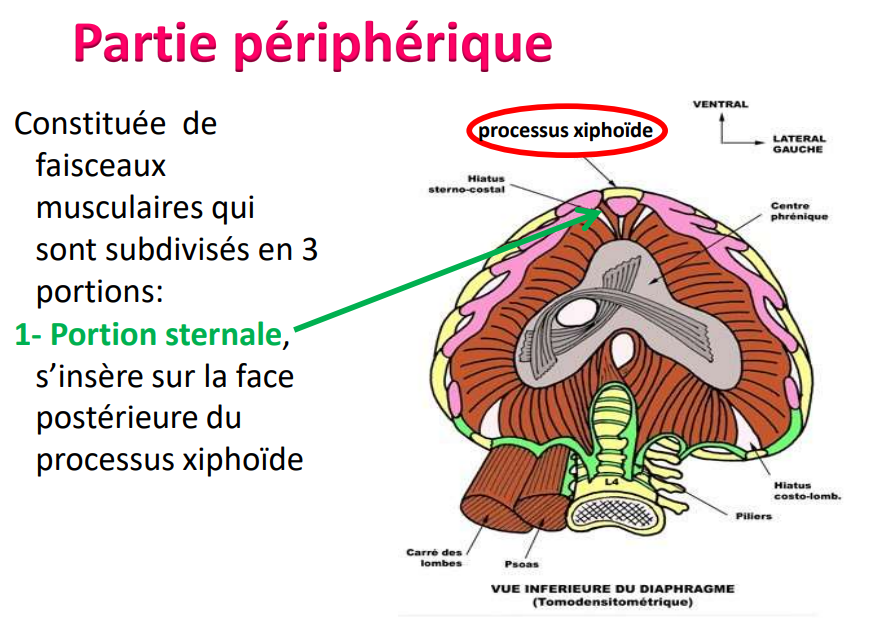 Partie périphérique
Constituée de
faisceaux
musculaires qui
sont subdivisés en 3
portions:
1- Portion sternale,
s’insère sur la face
postérieure du
processus xiphoïde
VENTRAL
LATERAL
GAUCHE
processus xiphoïde
Hiatus
sterno-costal
Centre
phrénique
L4
Hiatus
costo-lomb.
Piliers
Carré des
lombes
Psoas
VUE INFERIEURE DU DIAPHRAGME
(Tomodensitométrique)